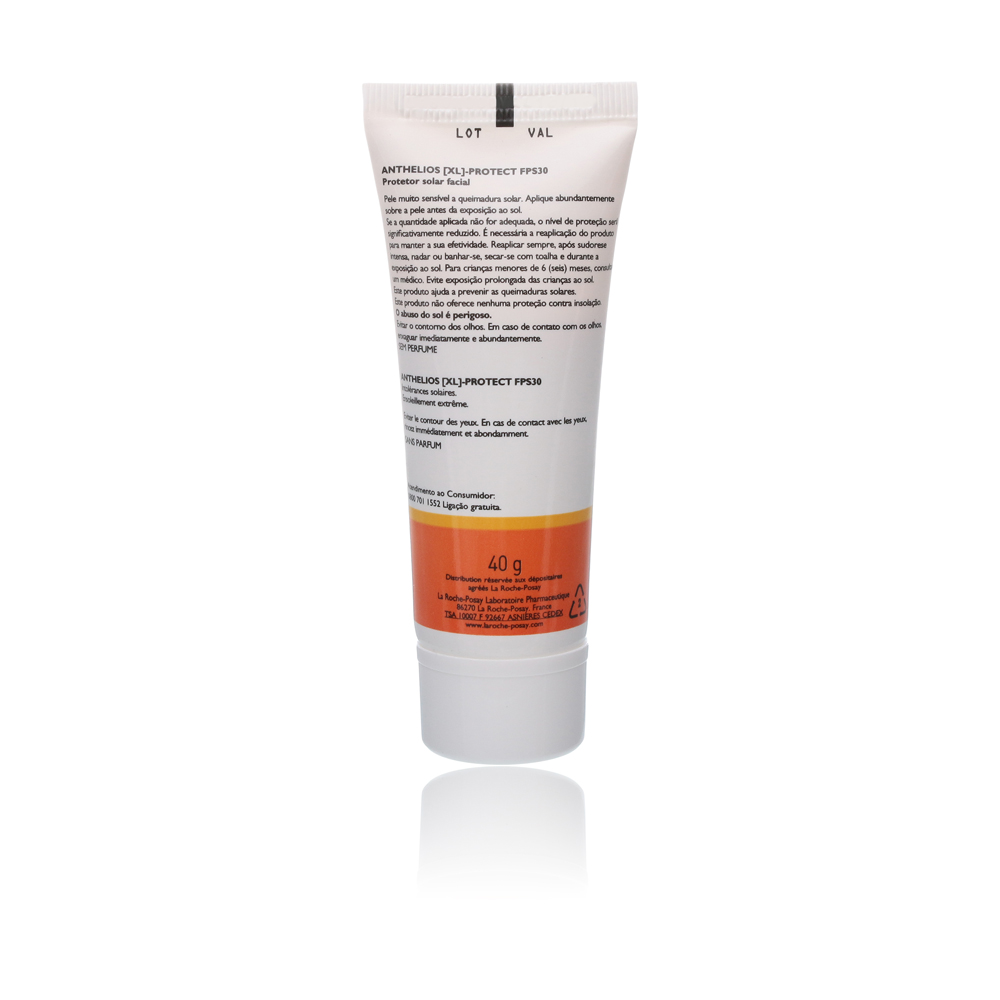 LOT VAL
ANTHELIOS [XL]-PROTECT FPS30
Protetor solar facial
Pele muito sensível a queimadura solar. Aplique abundantemente
sobre a pele antes da exposição ao sol.
Se a quantidade aplicada não for adequada, o nível de proteção
significativamente reduzido. É necessária a reaplicação do produto
para manter a sua efetividade. Reaplicar sempre, após sudorese
intensa, nadar ou banhar-se, secar-se com toalha e durante a
exposição ao sol. Para crianças menores de 6 (seis) meses,
um médico. Evite exposição prolongada das crianças ao sol.
Este produto ajuda a prevenir as queimaduras solares.
Este produto não oferece nenhuma proteção contra insolação.
O abuso do sol é perigoso.
Evitar o contorno dos olhos. Em caso de contato com os olhos,
enxaguar imediatamente e abundantemente.
SEM PERFUME
ANTHELIOS [XL]-PROTECT FPS30
Intolérances solaires.
Ensoleillement extrême.
le contour des yeux. En cas de contact avec les yeux,
immédiatement et abondamment.
SANS PARFUM
ao Consumidor:
701 1552 Ligação gratuita.
40 g
Distribution réservée aux dépositaires
agréés La Roche-Posay
La Roche-Posay Laboratoire Pharmaceutique
86270 La Roche-Posay. France
TSA 10007 F 92667 ASNIÈRES CEDEX
www.laroche-posay.com